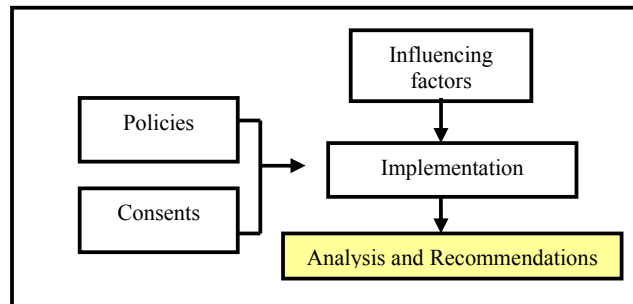 Influencing
factors
Policies
Implementation
Consents
Analysis and Recommendations